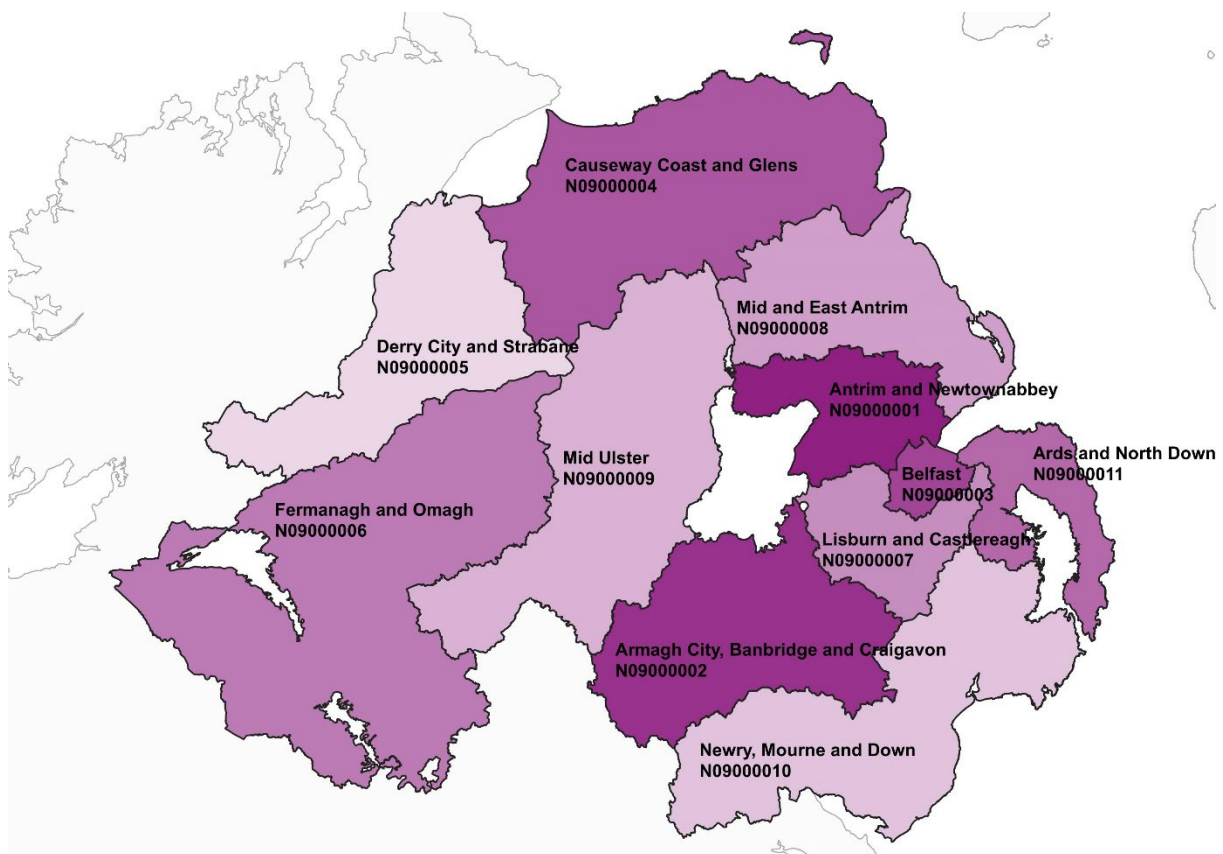 Causeway Coast and Glens
N09000004
Mid and East Antrim
N09000008
Derry City and Strabane
N09000005
Antrim and Newtownabbey
N09000001
Ards and North Down
N09000011
Mid Ulster
N09000009
Belfast
N09000003
Fermanagh and Omagh
N09000006
Lisburn and Castlereagh
N09000007
Armagh City, Banbridge and Craigavon
N09000002
Newry, Mourne and Down
N09000010